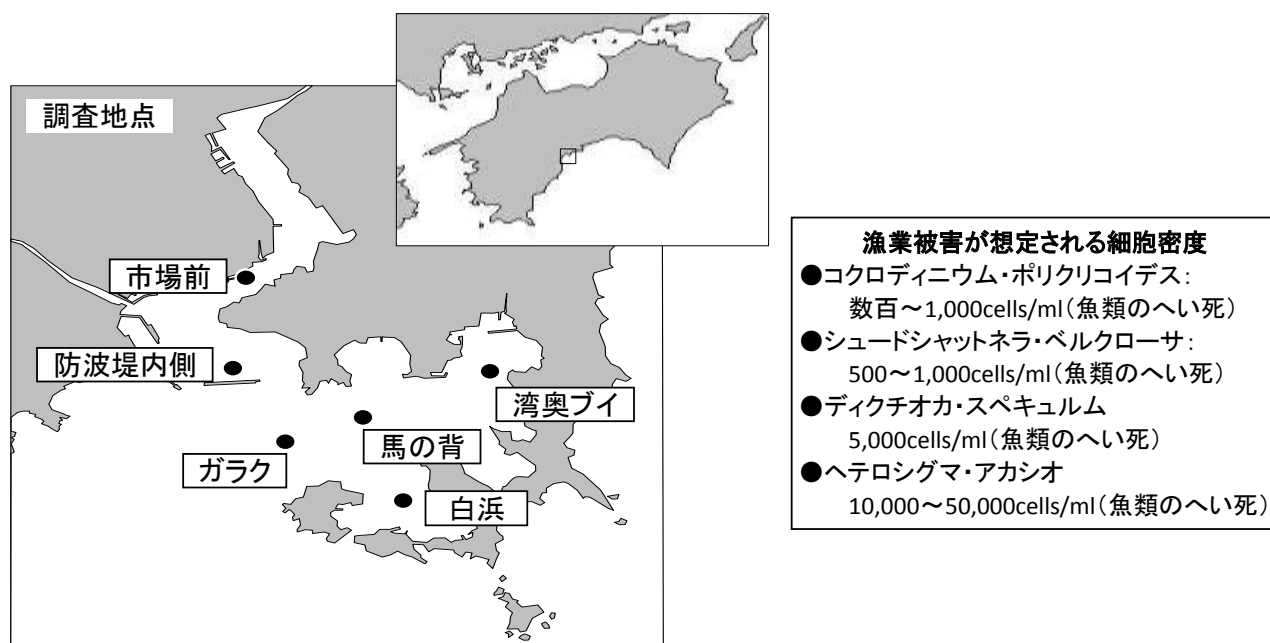 調査地点
市場前
防波堤内側
湾奥ブイ
馬の背
ガラク
白浜
漁業被害が想定される細胞密度
●コクロディニウム・ポリクリコイデス:
数百～1,000cells/ml(魚類のへい死)
●シュードシャットネラ・ベルクローサ:
500～1,000cells/ml(魚類のへい死)
●ディクチオカ・スペキュルム
5,000cells/ml(魚類のへい死)
●ヘテロシグマ・アカシオ
10,000～50,000cells/ml(魚類のへい死)